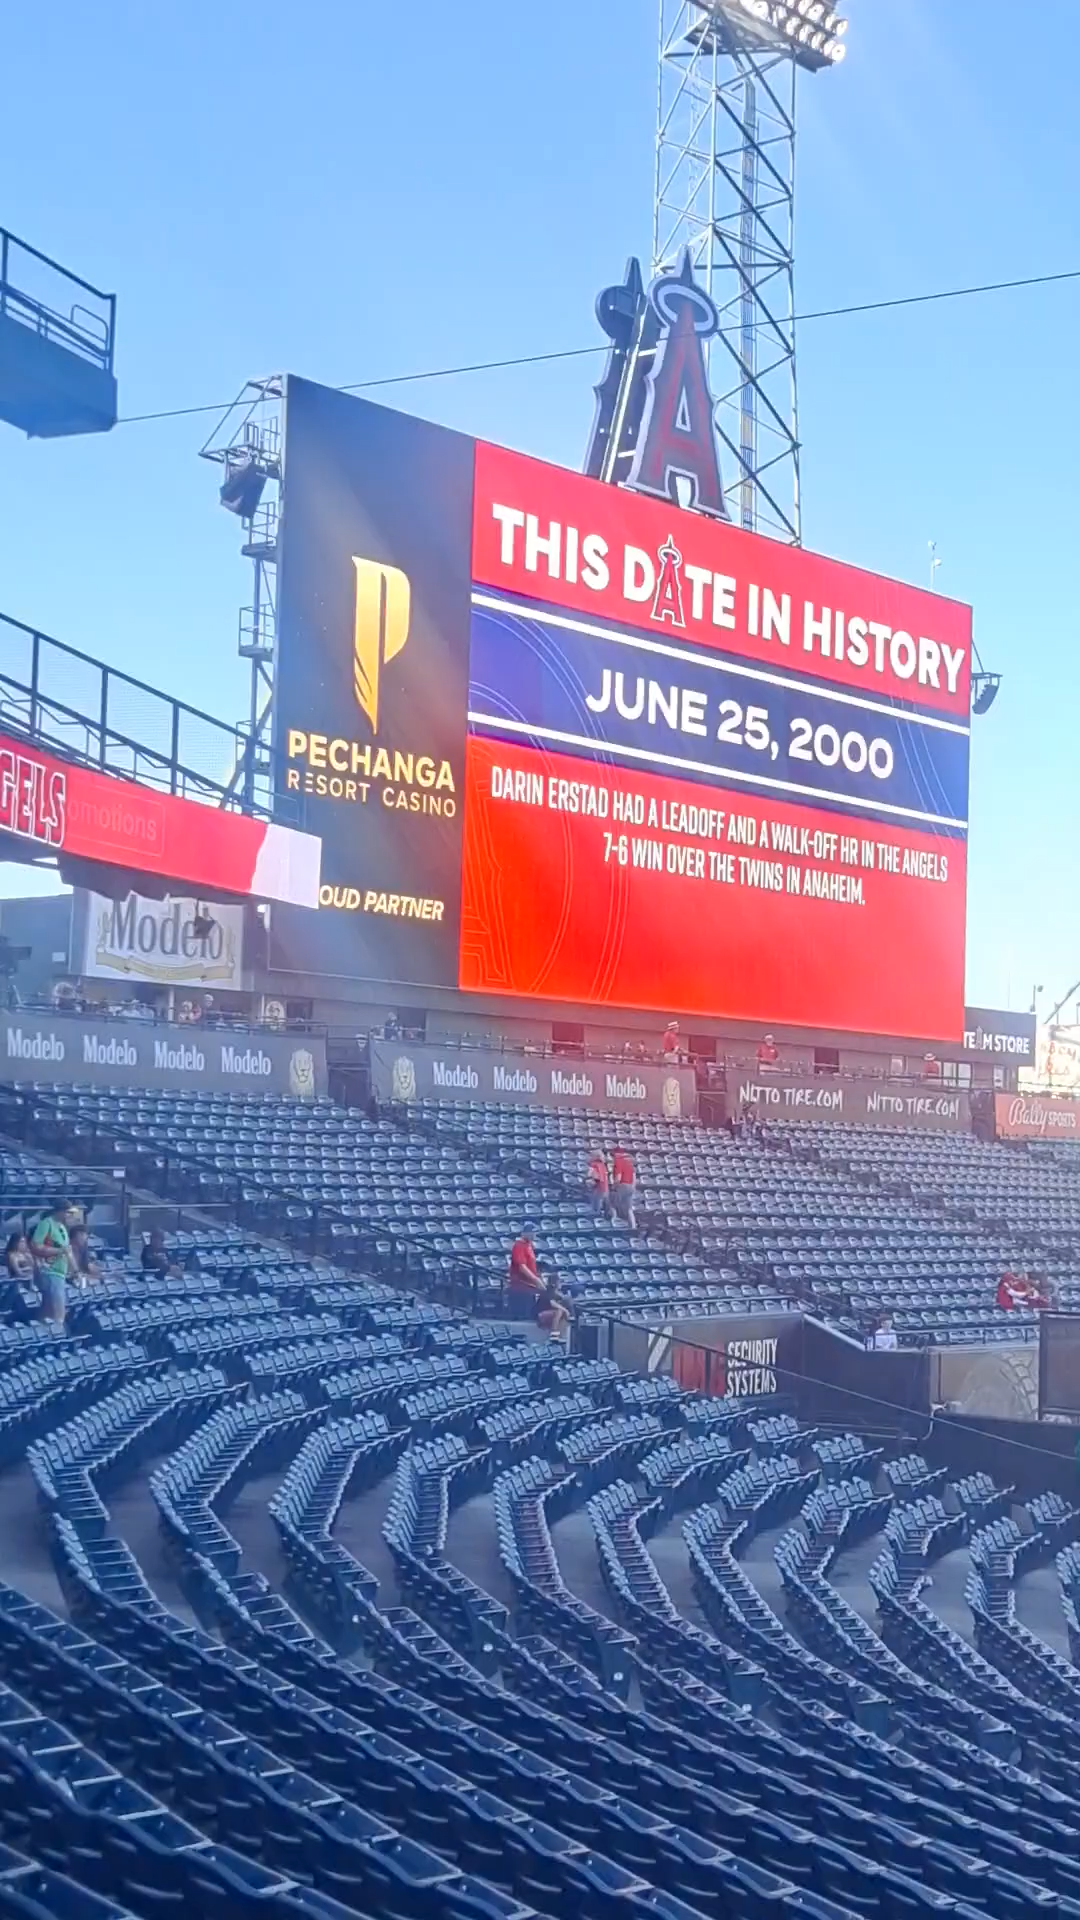 THIS DATE IN HISTORY
JUNE 25, 2000
DARIN ERSTAD HAD A LEADOFF AND A WALK-OFF HR IN THE ANGELS
7-6 WIN OVER THE TWINS IN ANAHEIM.
P
PECHANGA
RESORT CASINO
OUD PARTNER
A
GELS
omotions
Modelo
Modelo Modelo Modelo Modelo
Modelo Modelo Modelo Modelo
NITTO TIRE.COM NITTO TIRE.COM
TEAM STORE
Bally SPORTS
SECURITY
SYSTEMS